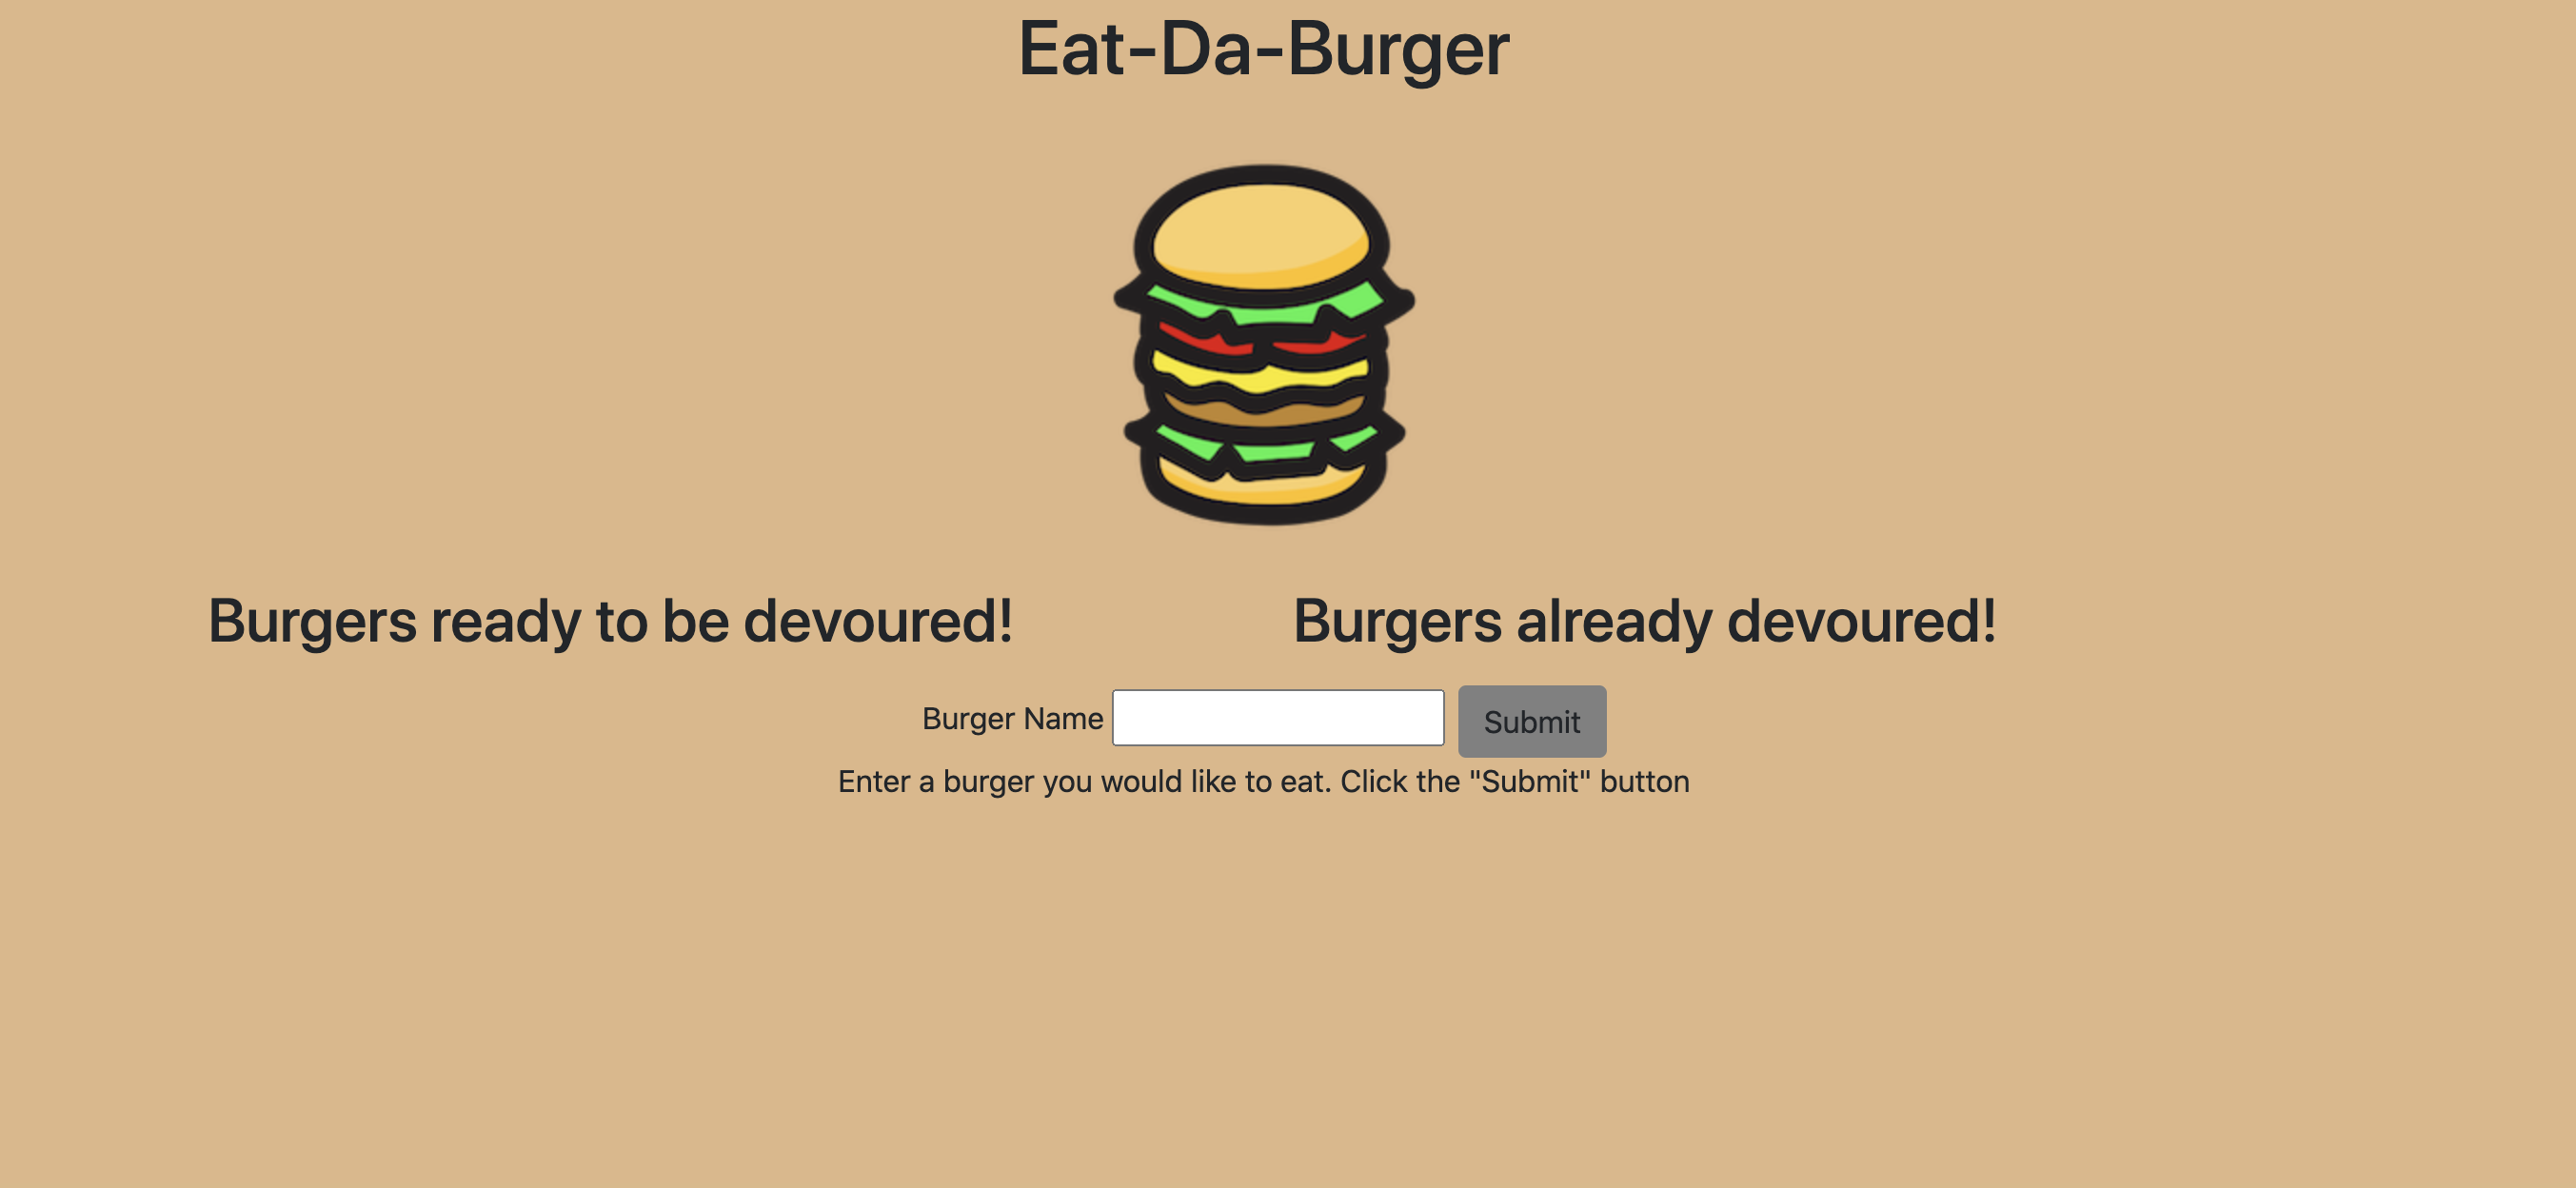 Eat-Da-Burger
Burgers ready to be devoured!
Burgers already devoured!
Burger Name
Submit
Enter a burger you would like to eat. Click the "Submit" button